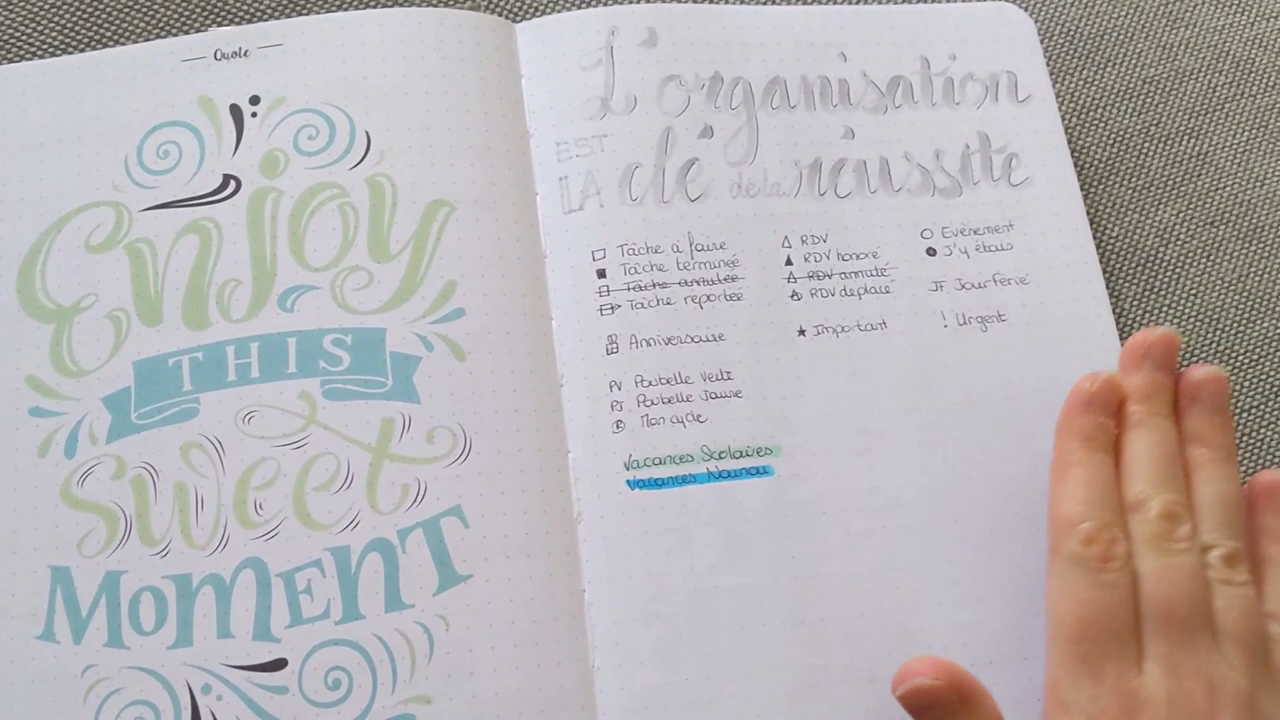 Quote
Enjoy
THIS
Sweet
MOMENT
L'organisation
EST
LA clé de la réussite
Tâche à faire
Tâche terminée
Tâche annulée
Tâche reportée
Anniversaire
PV Poubelle Verte
PJ Poubelle Jaune
Mon cycle
Vacances Scolaires
Vacances Nounou
RDV
RDV honoré
RDV annulé
RDV déplacé
Important
Evènement
J'y étais
JF Jour Férié
! Urgent